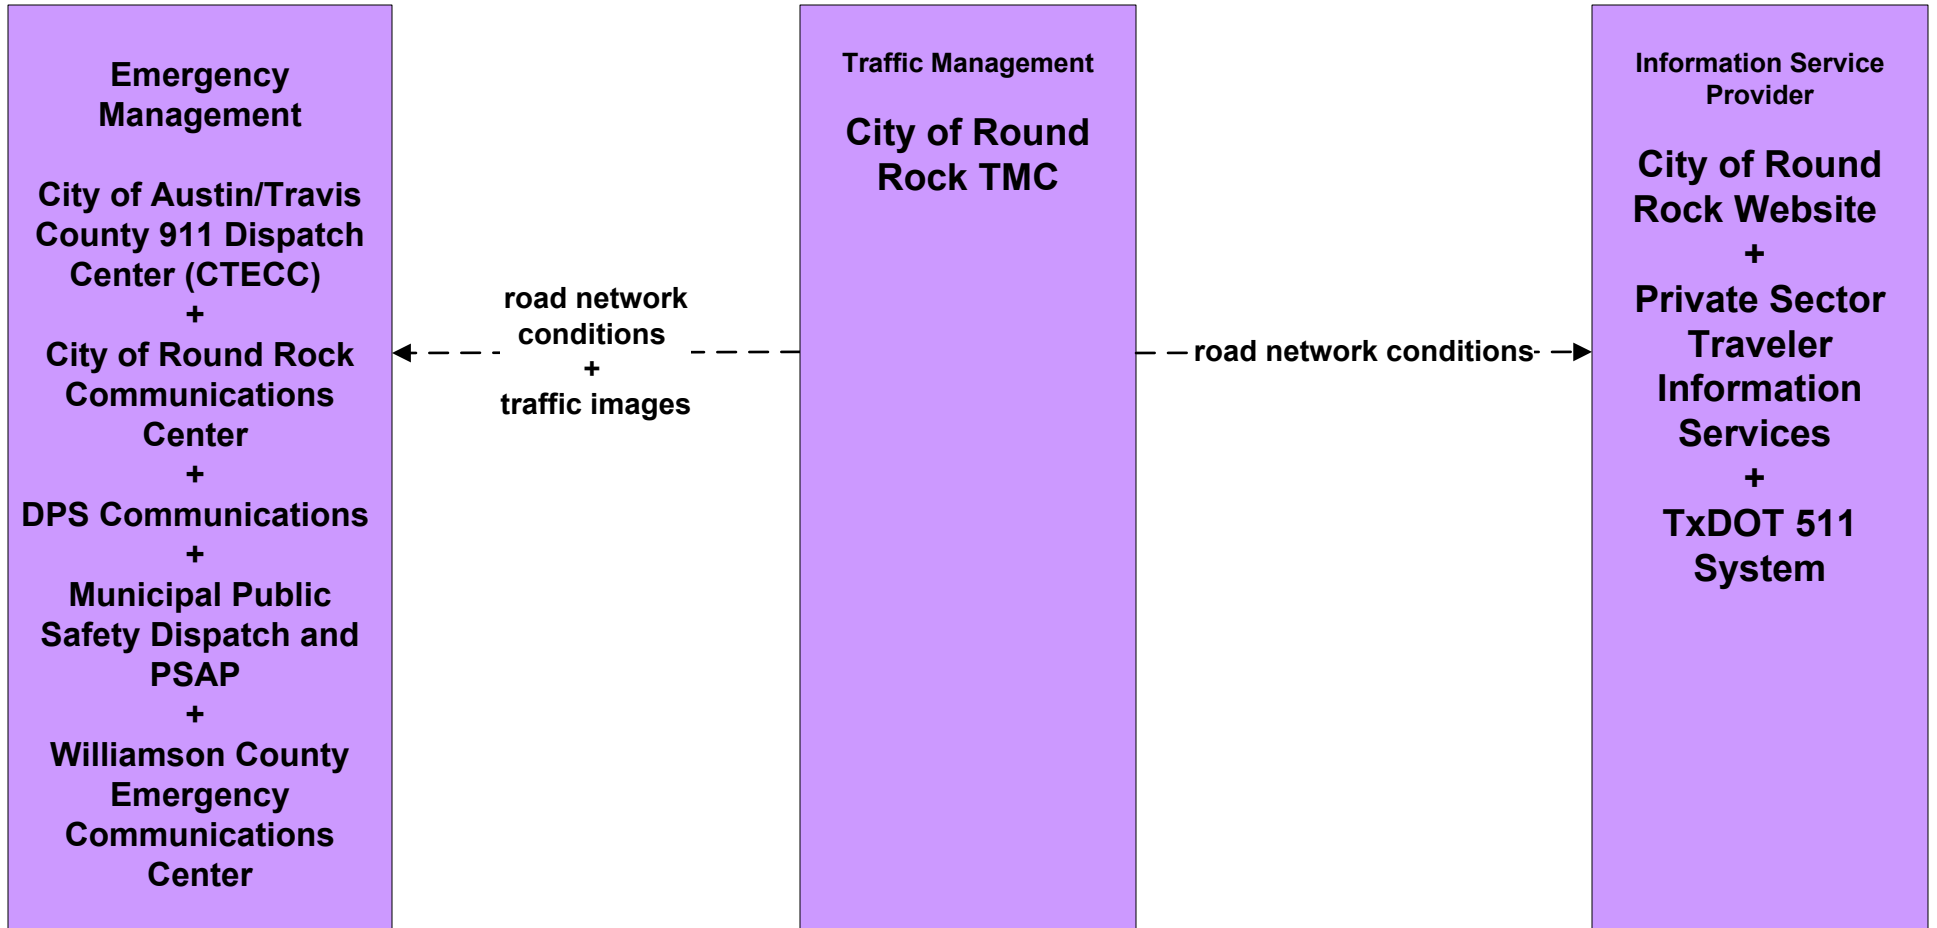 Emergency
Management
City of Austin/Travis
County 911 Dispatch
Center (CTECC)
+
City of Round Rock
Communications
Center
+
DPS Communications
+
Municipal Public
Safety Dispatch and
PSAP
+
Williamson County
Emergency
Communications
Center
road network
conditions
+
traffic images
Traffic Management
City of Round
Rock TMC
road network conditions
Information Service
Provider
City of Round
Rock Website
+
Private Sector
Traveler
Information
Services
+
TxDOT 511
System